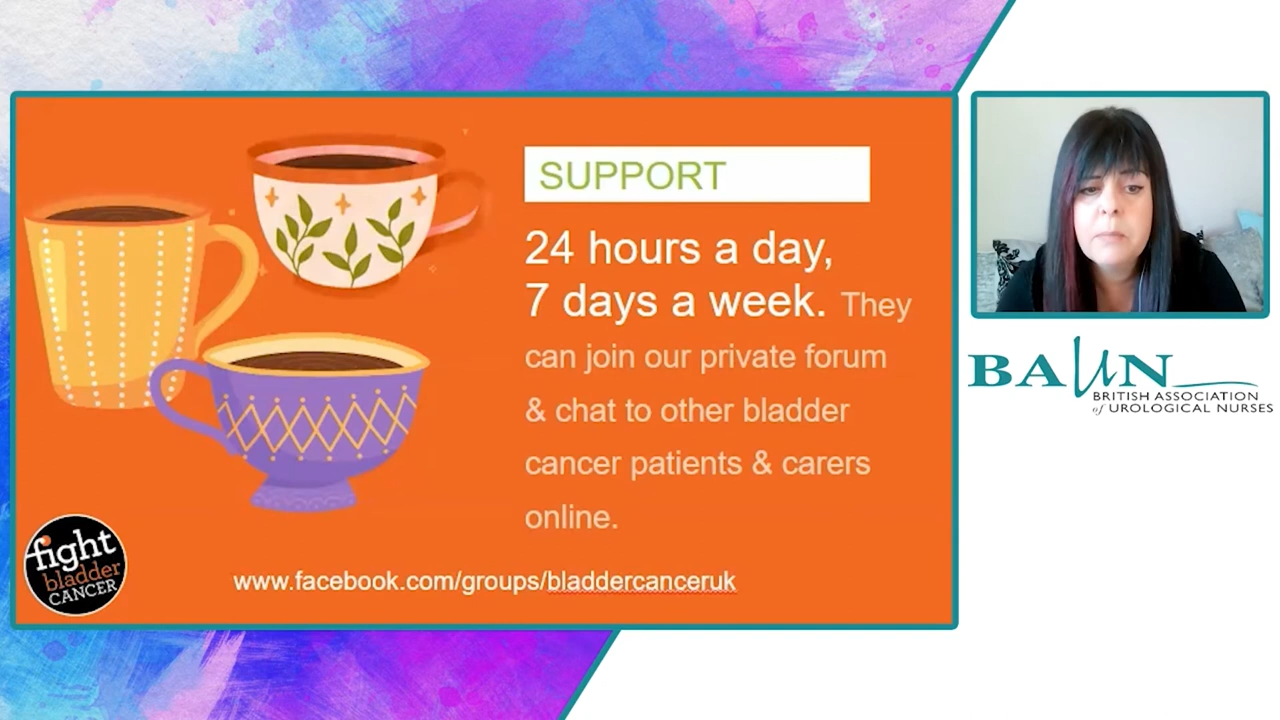 SUPPORT
24 hours a day,
7 days a week. They
can join our private forum
& chat to other bladder
cancer patients & carers
online.
www.facebook.com/groups/bladdercanceruk
fight
bladder
CANCER
BAUN
BRITISH ASSOCIATION
of UROLOGICAL NURSES